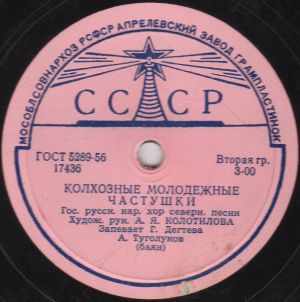 МОСОБЛСОВНАРХОЗ РСФСР АПРЕЛЕВСКИЙ ЗАВОД ГРАМПЛАСТИНОК
СССР
ГОСТ 5289-56
17436
Вторая гр.
3-00
КОЛХОЗНЫЕ МОЛОДЕЖНЫЕ
ЧАСТУШКИ
Гос. русск. нар. хор северн. песни
Худож. рук. А. Я. КОЛОТИЛОВА
Запевает Г. Дегтева
А. Туголуков
(баян)